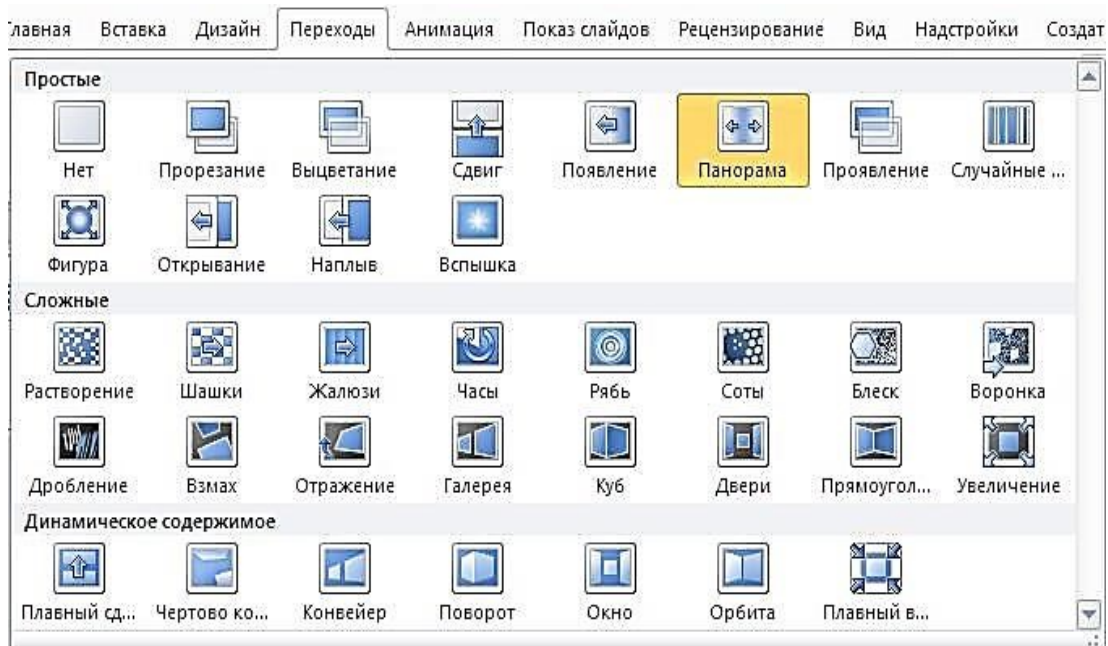 лавная Вставка Дизайн Переходы Анимация Показ слайдов Рецензирование Вид Надстройки Создат
Простые
Нет Прорезание Выцветание Сдвиг Появление Панорама Проявление Случайные ...
Фигура Открывание Наплыв Вспышка
Сложные
Растворение Шашки Жалюзи Часы Рябь Соты Блеск Воронка
Дробление Взмах Отражение Галерея Куб Двери Прямоугол... Увеличение
Динамическое содержимое
Плавный сд... Чертово ко... Конвейер Поворот Окно Орбита Плавный в...